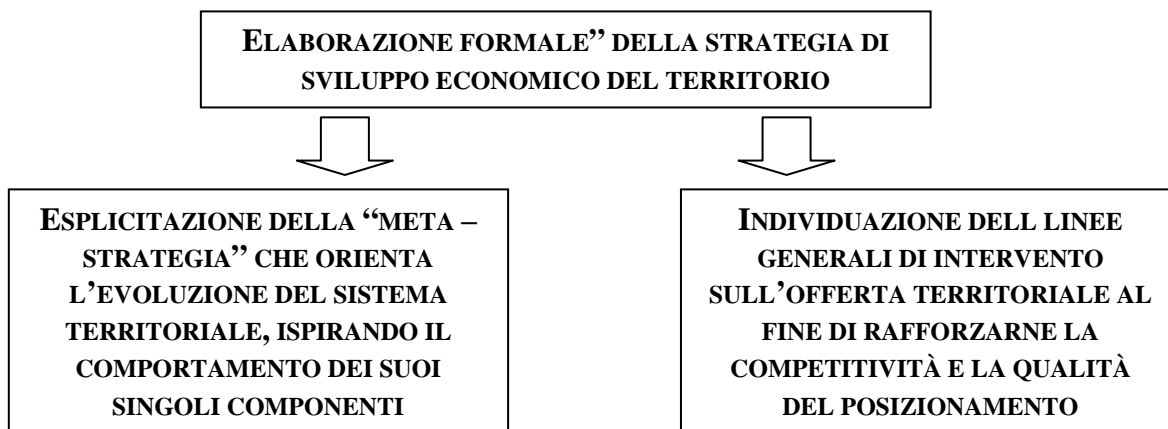 ELABORAZIONE FORMALE” DELLA STRATEGIA DI
SVILUPPO ECONOMICO DEL TERRITORIO
ESPLICITAZIONE DELLA “META –
STRATEGIA” CHE ORIENTA
L’EVOLUZIONE DEL SISTEMA
TERRITORIALE, ISPIRANDO IL
COMPORTAMENTO DEI SUOI
SINGOLI COMPONENTI
INDIVIDUAZIONE DELL LINEE
GENERALI DI INTERVENTO
SULL’OFFERTA TERRITORIALE AL
FINE DI RAFFORZARNE LA
COMPETITIVITÀ E LA QUALITÀ
DEL POSIZIONAMENTO